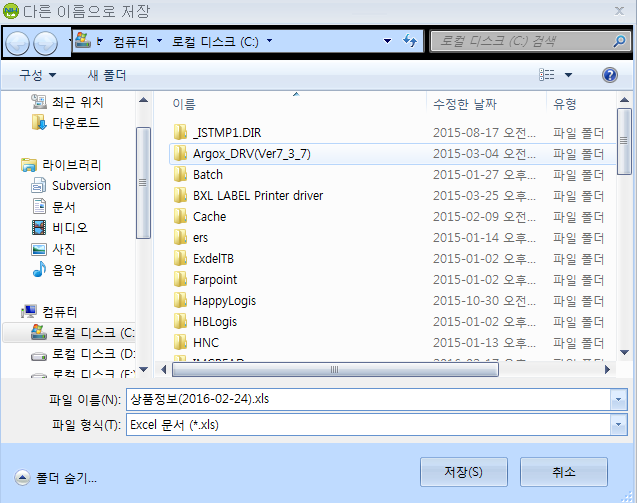 다른 이름으로 저장
컴퓨터 로컬 디스크 (C:) 로컬 디스크 (C:) 검색
구성 새 폴더
최근 위치
다운로드
라이브러리
Subversion
문서
비디오
사진
음악
컴퓨터
로컬 디스크 (C:
로컬 디스크 (D:
로컬 디스크 (E:
이름 수정한 날짜 유형
_ISTMP1.DIR 2015-08-17 오전... 파일 폴더
Argox_DRV(Ver7_3_7) 2015-03-04 오전... 파일 폴더
Batch 2015-01-27 오후... 파일 폴더
BXL LABEL Printer driver 2015-03-25 오후... 파일 폴더
Cache 2015-02-09 오전... 파일 폴더
ers 2015-01-14 오후... 파일 폴더
ExdelTB 2015-01-02 오후... 파일 폴더
Farpoint 2015-01-02 오후... 파일 폴더
HappyLogis 2015-10-30 오전... 파일 폴더
HBLogis 2015-01-02 오후... 파일 폴더
HNC 2015-01-13 오후... 파일 폴더
파일 이름(N): 상품정보(2016-02-24).xls
파일 형식(T): Excel 문서 (*.xls)
폴더 숨기... 저장(S) 취소